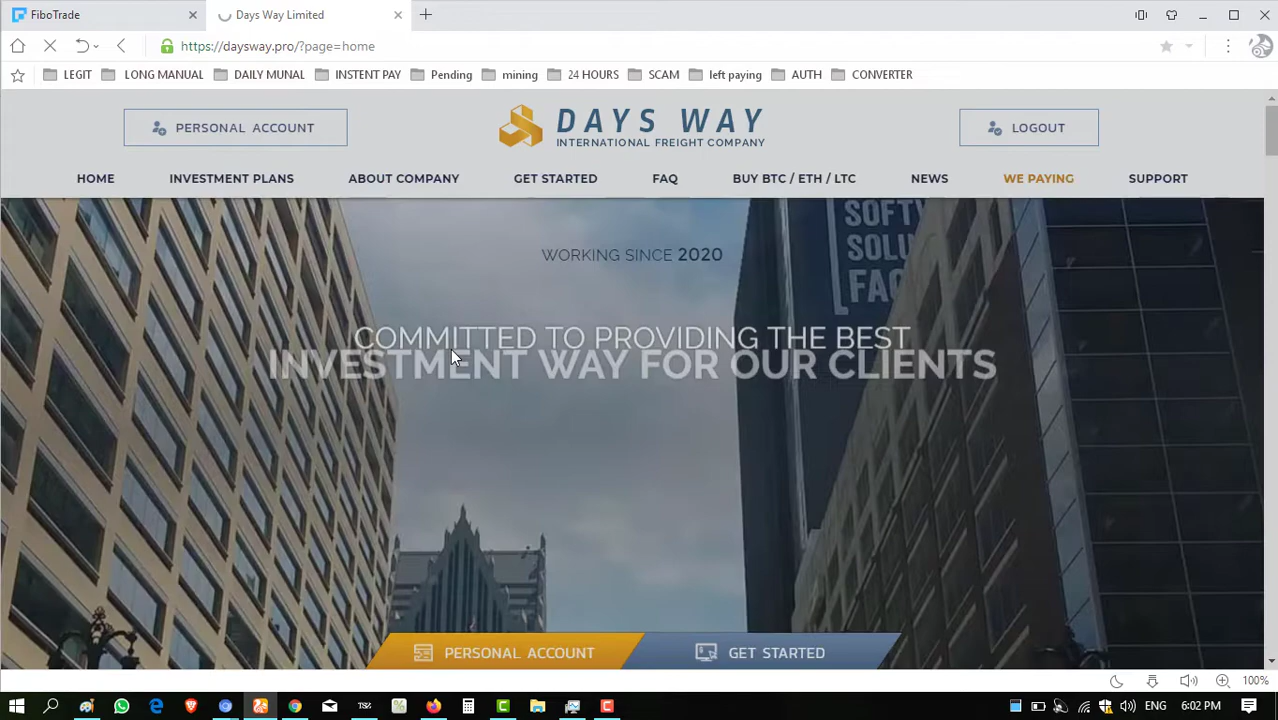 FiboTrade
Days Way Limited
https://daysway.pro/?page=home
LEGIT
LONG MANUAL
DAILY MUNAL
INSTENT PAY
Pending
mining
24 HOURS
SCAM
left paying
AUTH
CONVERTER
PERSONAL ACCOUNT
DAYS WAY
INTERNATIONAL FREIGHT COMPANY
LOGOUT
HOME
INVESTMENT PLANS
ABOUT COMPANY
GET STARTED
FAQ
BUY BTC / ETH / LTC
NEWS
WE PAYING
SUPPORT
WORKING SINCE 2020
COMMITTED TO PROVIDING THE BEST
INVESTMENT WAY FOR OUR CLIENTS
PERSONAL ACCOUNT
GET STARTED
100%
ENG
6:02 PM